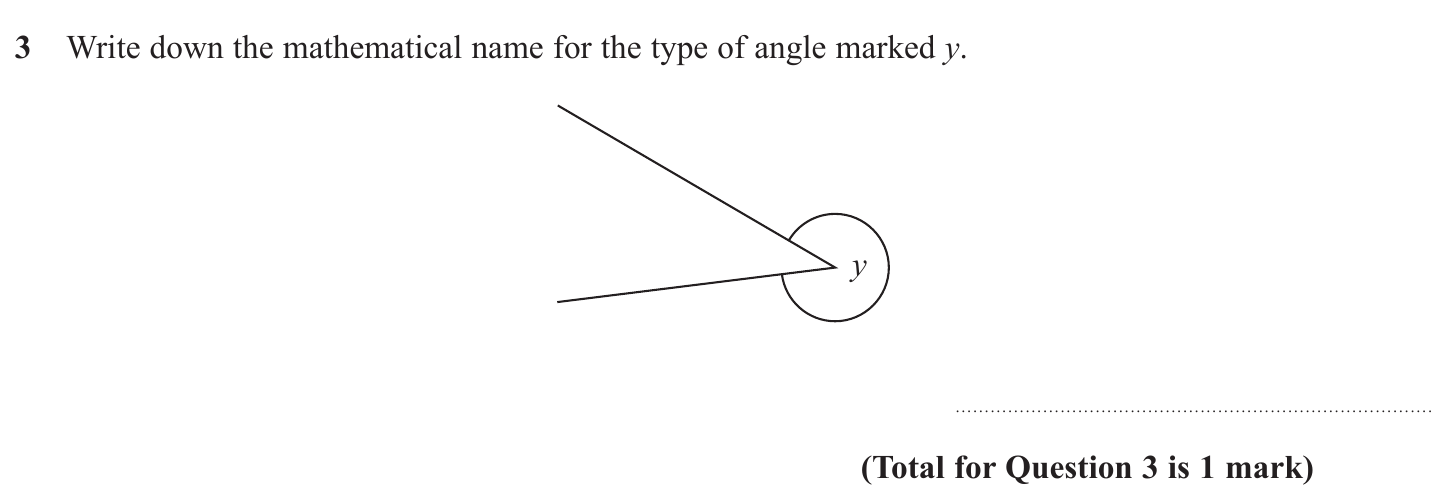 3 Write down the mathematical name for the type of angle marked y.
y
(Total for Question 3 is 1 mark)